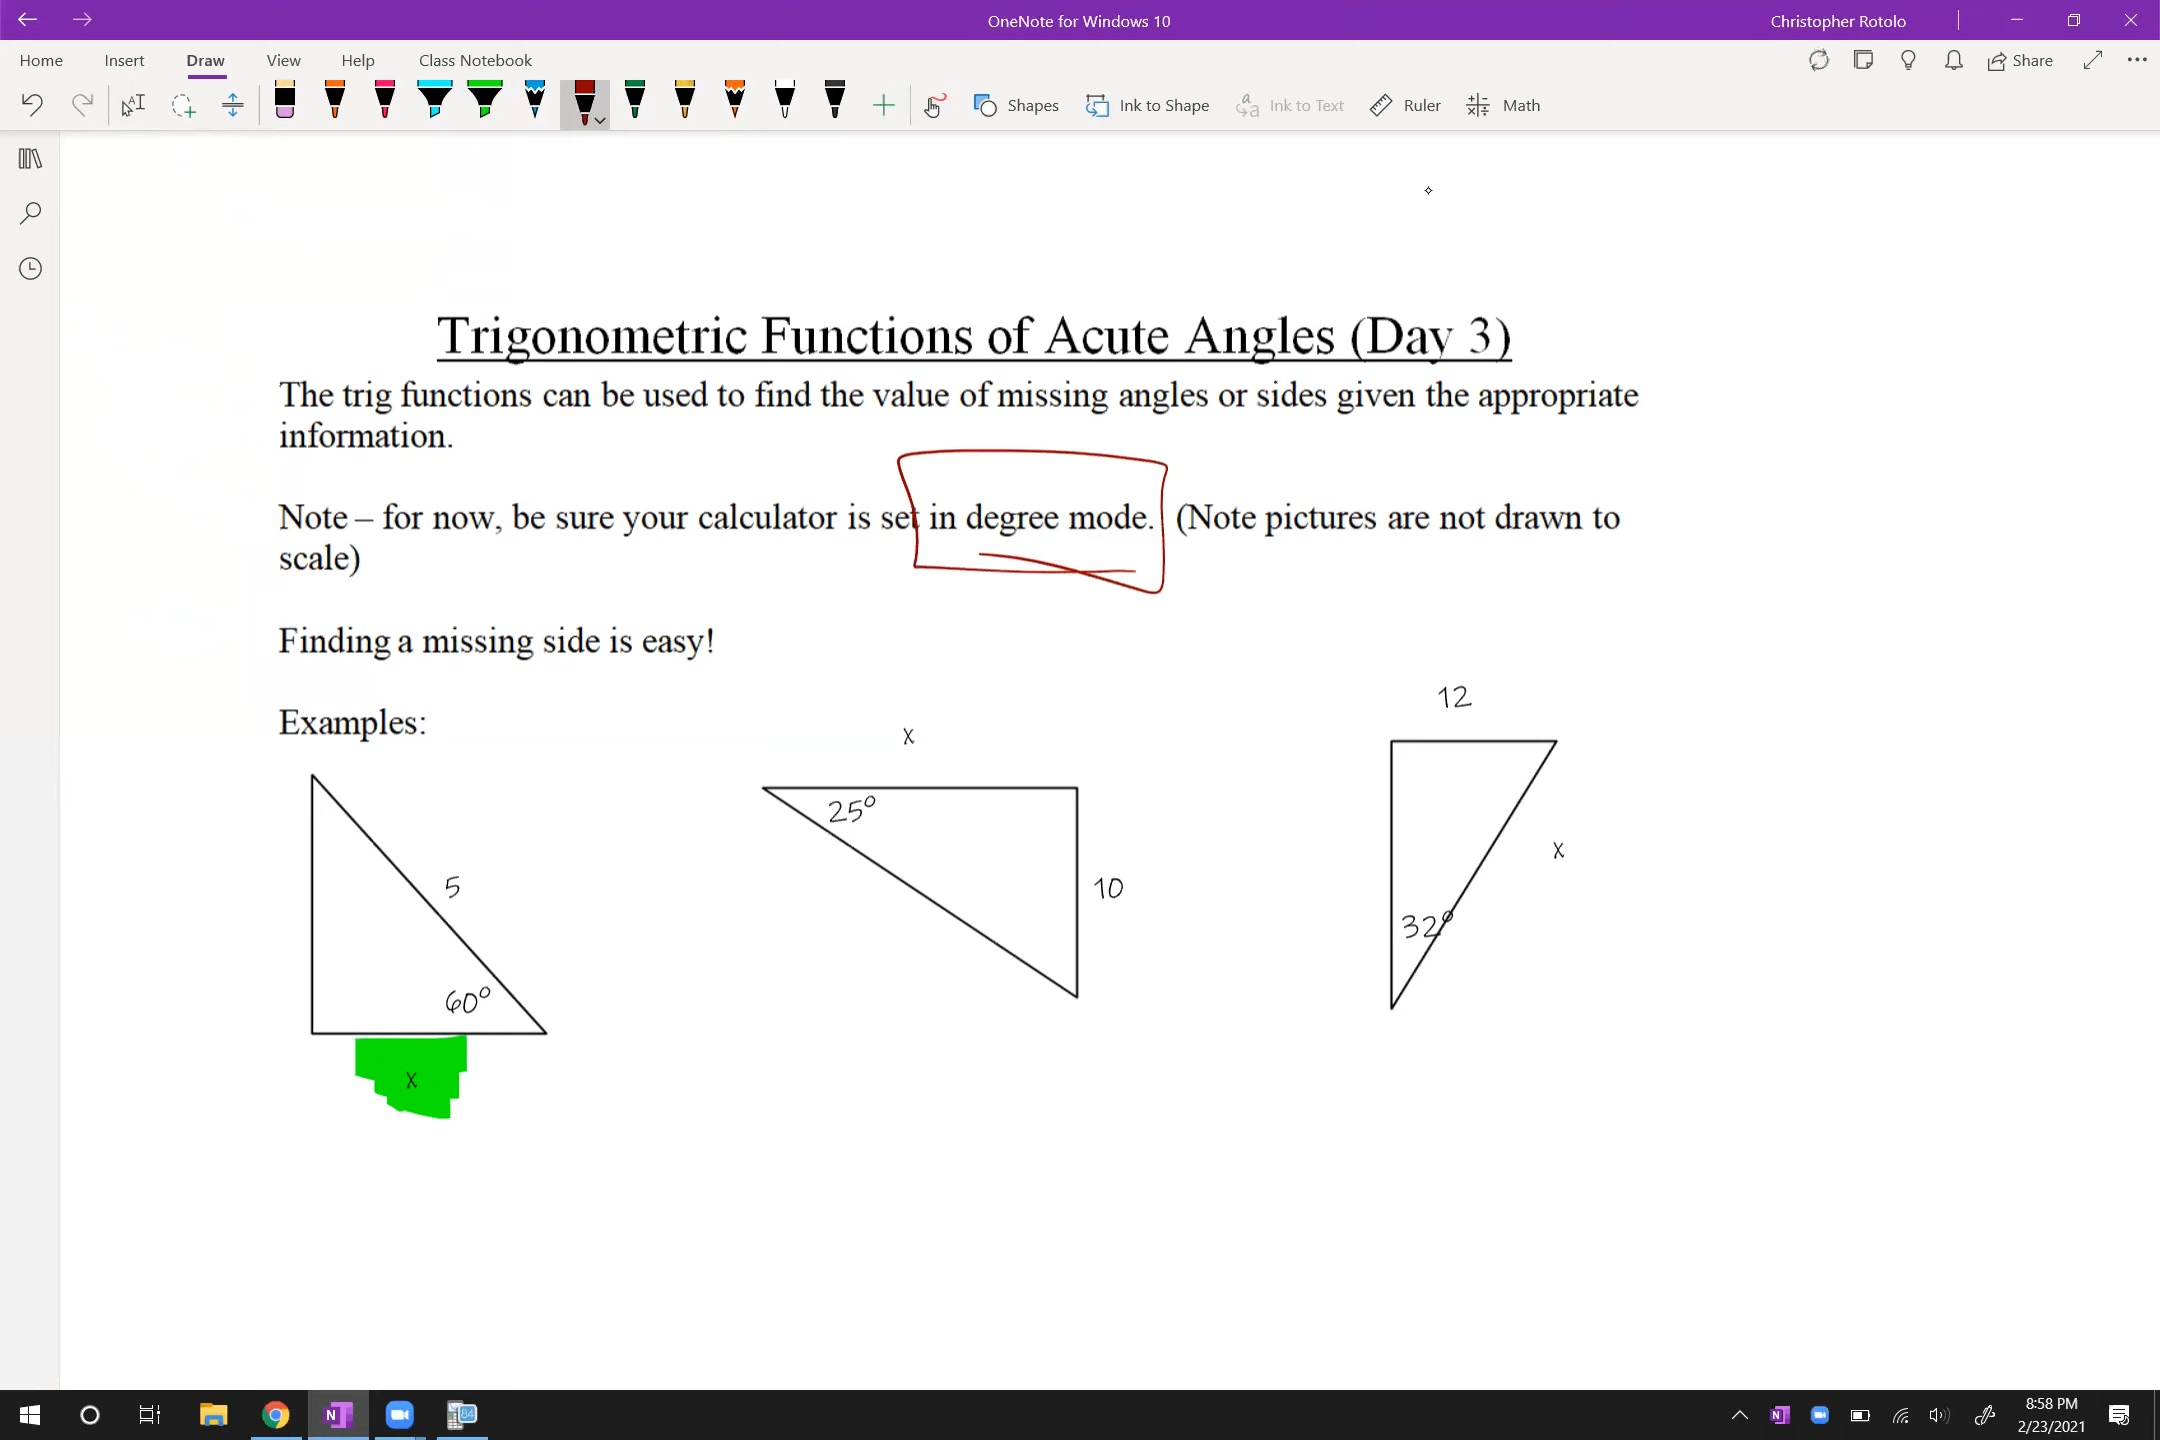 OneNote for Windows 10
Christopher Rotolo
Home Insert Draw View Help Class Notebook
Share
Shapes Ink to Shape Ink to Text Ruler Math
Trigonometric Functions of Acute Angles (Day 3)
The trig functions can be used to find the value of missing angles or sides given the appropriate
information.
Note – for now, be sure your calculator is set in degree mode. (Note pictures are not drawn to
scale)
Finding a missing side is easy!
Examples:
5
60°
x
x
25°
10
12
x
32°
8:58 PM
2/23/2021